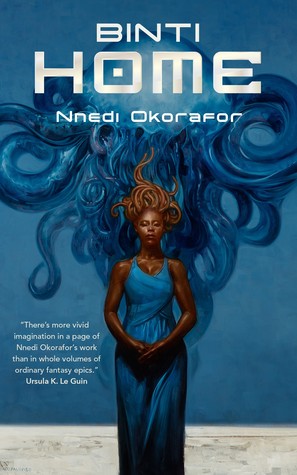 BINTI
HOME
Nnedi Okorafor
"There's more vivid
imagination in a page of
Nnedi Okorafor's work
than in whole volumes of
ordinary fantasy epics."
Ursula K. Le Guin